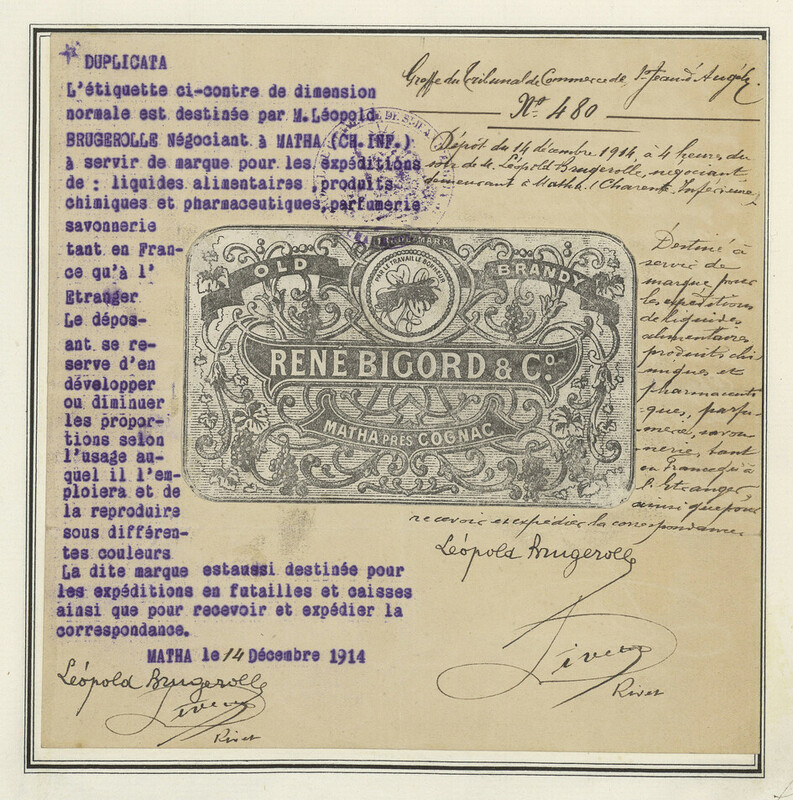 DUPLICATA
L'étiquette ci-contre de dimension
normale est destinée par M.Léopold
BRUGEROLLE Négociant à MATHA (CH.INF.)
à servir de marque pour les expéditions
de : liquides alimentaires ,produits
chimiques et pharmaceutiques,parfumerie
savonnerie
tant en Fran-
ce qu'à l'
Etranger
Le dépos-
ant se re-
serve d'en
développer
ou diminuer
les propor-
tions selon
l'usage au-
quel il l'em-
ploiera et de
la reproduire
sous différen-
tes couleurs
La dite marque estaussi destinée pour
les expéditions en futailles et caisses
ainsi que pour recevoir et expédier la
correspondance.
MATHA le 14 Décembre 1914
Léopold Brugerolle
Rivet
Greffe du Tribunal de Commerce de St Jean d'Angély.
No. 480
Dépôt du 14 décembre 1914 à 4 heures du
soir de M. Léopold Brugerolle, négociant
demeurant à Matha (Charente Inférieure)
TRADE MARK
OLD BRANDY
PAR LE TRAVAIL LE BONHEUR
RENÉ BIGORD & Co.
MATHA PRÈS COGNAC
Destiné à
servir de
marque pour
les expéditions
de liquides
alimentaires
produits chi-
miques et
pharmaceuti-
ques, parfu-
merie, savon-
nerie, tant
en France qu'à
l'Etranger,
ainsi que pour
recevoir et expédier la correspondance.
Léopold Brugerolle
Rivet